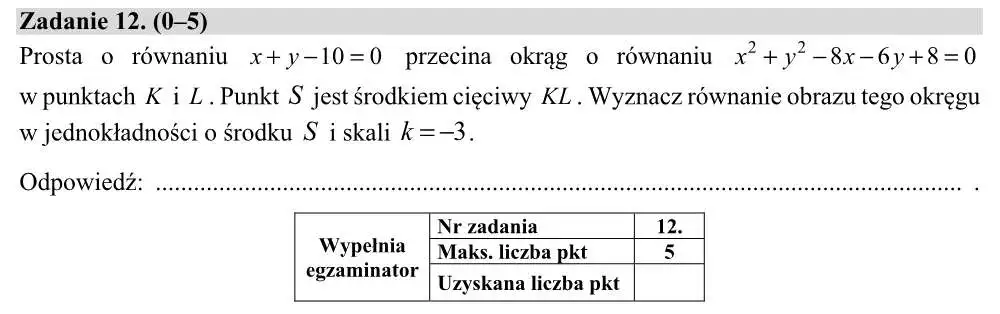 Zadanie 12. (0–5)
Prosta o równaniu x + y − 10 = 0 przecina okrąg o równaniu x² + y² − 8x − 6y + 8 = 0
w punktach K i L. Punkt S jest środkiem cięciwy KL. Wyznacz równanie obrazu tego okręgu
w jednokładności o środku S i skali k = −3.
Odpowiedź: ................................................................................................................................ .
Wypełnia egzaminator
Nr zadania 12.
Maks. liczba pkt 5
Uzyskana liczba pkt